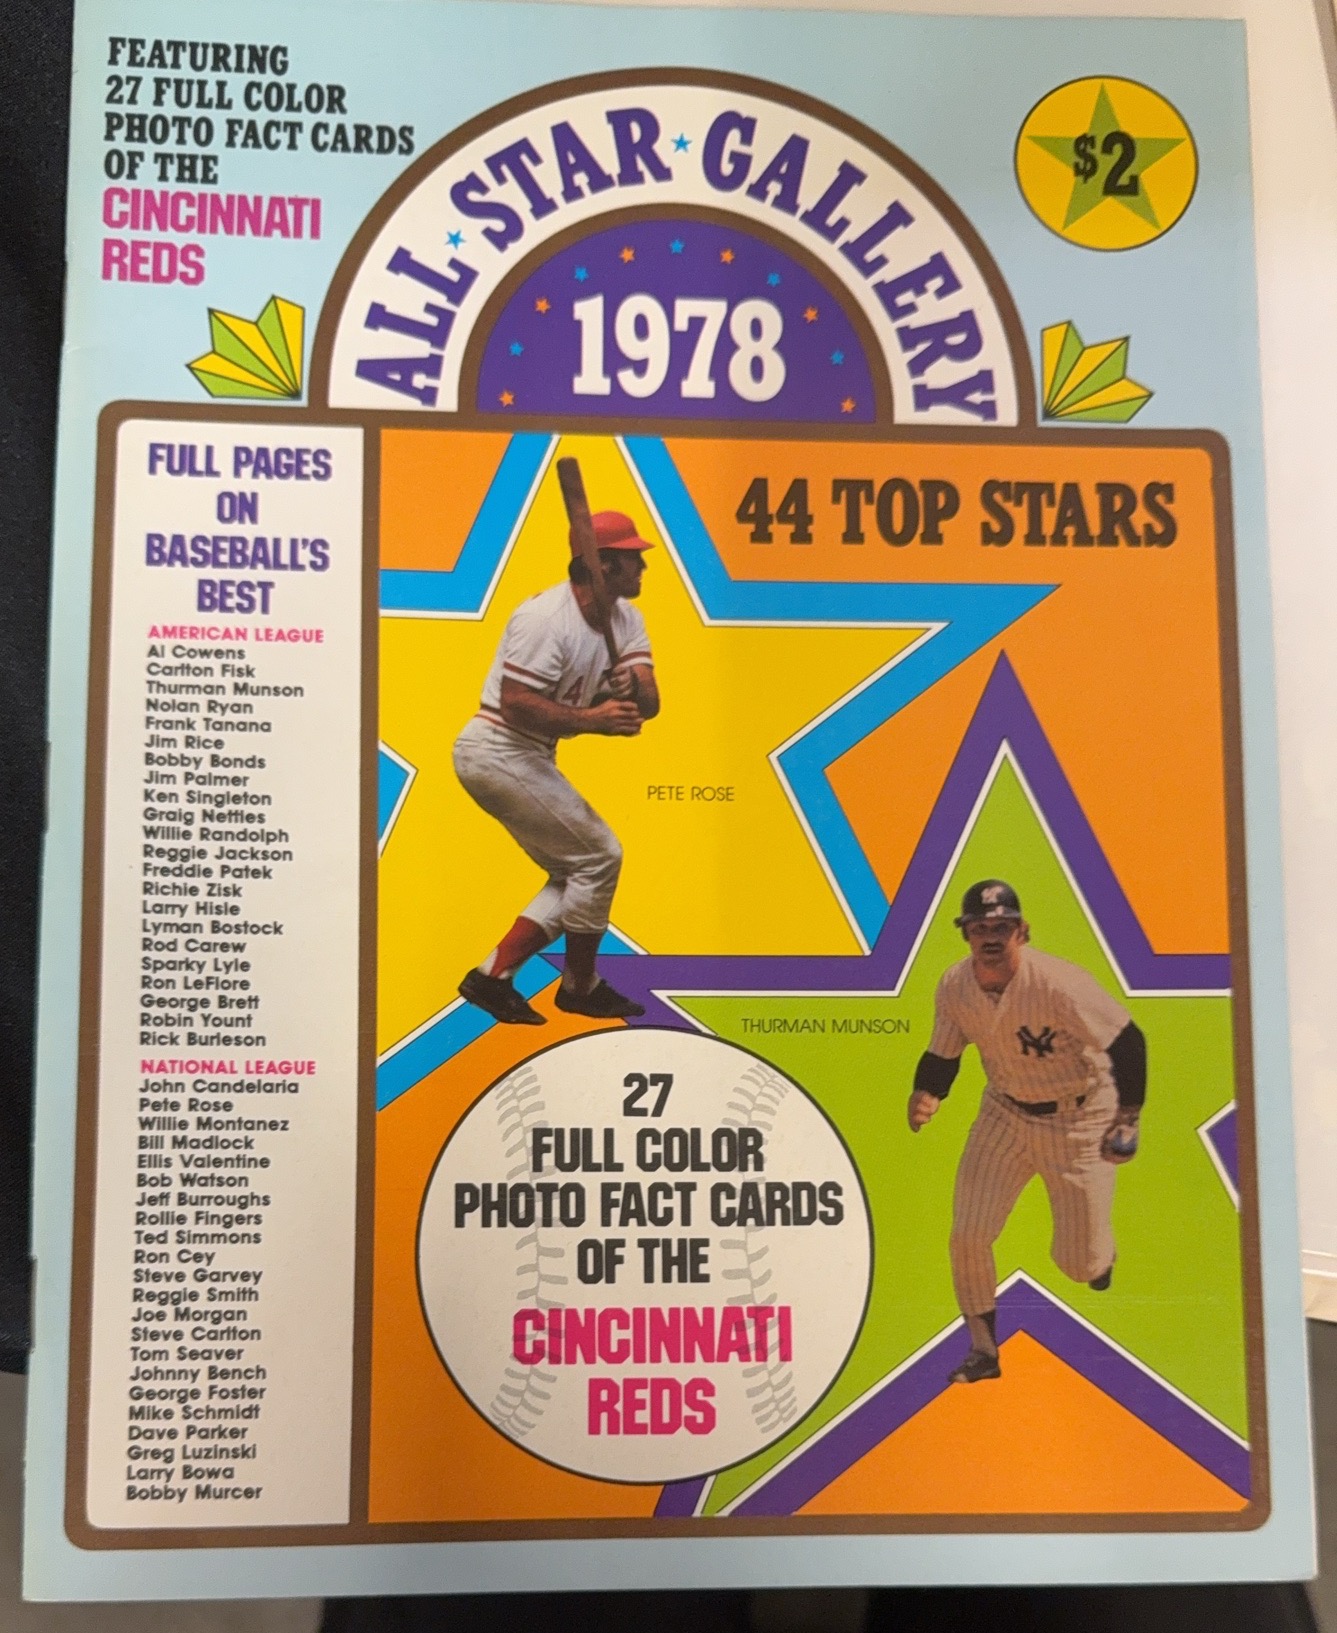 FEATURING
27 FULL COLOR
PHOTO FACT CARDS
OF THE
CINCINNATI
REDS
ALL★STAR★GALLERY
1978
$2
FULL PAGES
ON
BASEBALL'S
BEST
AMERICAN LEAGUE
Al Cowens
Carlton Fisk
Thurman Munson
Nolan Ryan
Frank Tanana
Jim Rice
Bobby Bonds
Jim Palmer
Ken Singleton
Graig Nettles
Willie Randolph
Reggie Jackson
Freddie Patek
Richie Zisk
Larry Hisle
Lyman Bostock
Rod Carew
Sparky Lyle
Ron LeFlore
George Brett
Robin Yount
Rick Burleson
NATIONAL LEAGUE
John Candelaria
Pete Rose
Willie Montanez
Bill Madlock
Ellis Valentine
Bob Watson
Jeff Burroughs
Rollie Fingers
Ted Simmons
Ron Cey
Steve Garvey
Reggie Smith
Joe Morgan
Steve Carlton
Tom Seaver
Johnny Bench
George Foster
Mike Schmidt
Dave Parker
Greg Luzinski
Larry Bowa
Bobby Murcer
44 TOP STARS
4
PETE ROSE
THURMAN MUNSON
NY
27
FULL COLOR
PHOTO FACT CARDS
OF THE
CINCINNATI
REDS